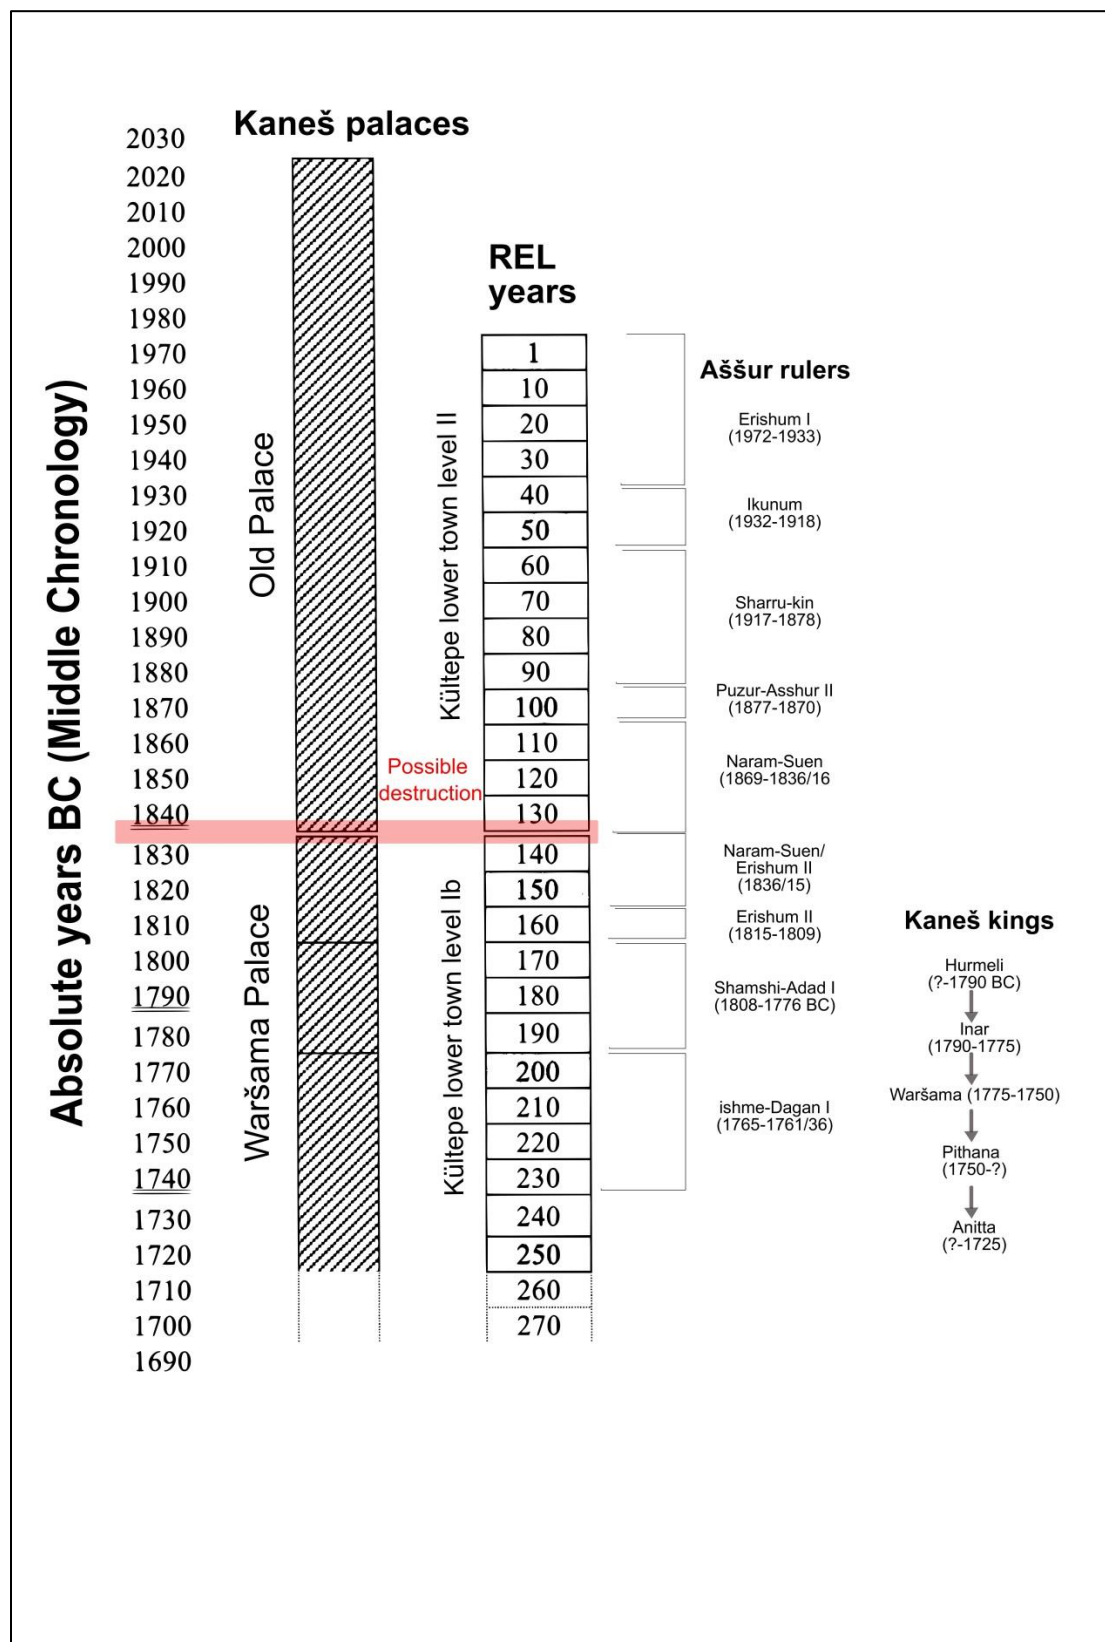 Absolute years BC (Middle Chronology)
2030
2020
2010
2000
1990
1980
1970
1960
1950
1940
1930
1920
1910
1900
1890
1880
1870
1860
1850
1840
1830
1820
1810
1800
1790
1780
1770
1760
1750
1740
1730
1720
1710
1700
1690
Kaneš palaces
Old Palace
Waršama Palace
Possible
destruction
REL
years
Kültepe lower town level II
Kültepe lower town level Ib
1
10
20
30
40
50
60
70
80
90
100
110
120
130
140
150
160
170
180
190
200
210
220
230
240
250
260
270
Aššur rulers
Erishum I
(1972-1933)
Ikunum
(1932-1918)
Sharru-kin
(1917-1878)
Puzur-Asshur II
(1877-1870)
Naram-Suen
(1869-1836/16
Naram-Suen/
Erishum II
(1836/15)
Erishum II
(1815-1809)
Shamshi-Adad I
(1808-1776 BC)
ishme-Dagan I
(1765-1761/36)
Kaneš kings
Hurmeli
(?-1790 BC)
Inar
(1790-1775)
Waršama (1775-1750)
Pithana
(1750-?)
Anitta
(?-1725)